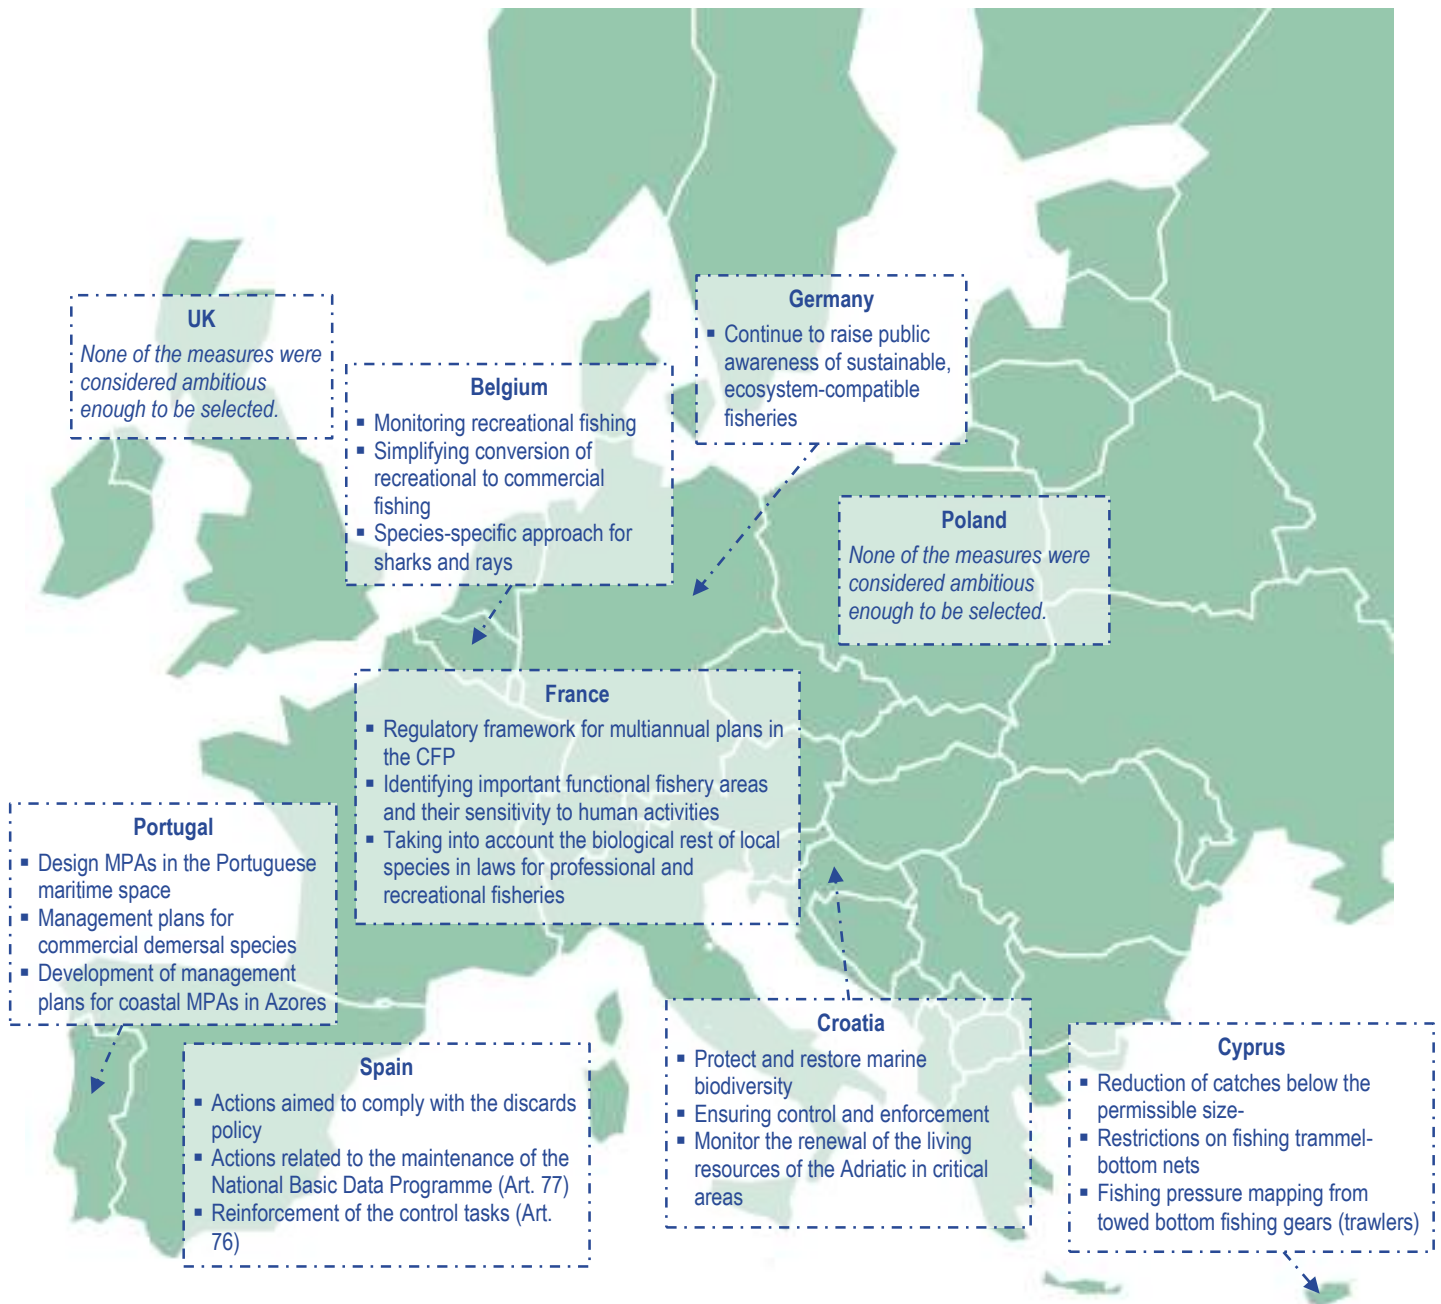 UK
None of the measures were
considered ambitious
enough to be selected.
Belgium
▪ Monitoring recreational fishing
▪ Simplifying conversion of
recreational to commercial
fishing
▪ Species-specific approach for
sharks and rays
Germany
▪ Continue to raise public
awareness of sustainable,
ecosystem-compatible
fisheries
Poland
None of the measures were
considered ambitious
enough to be selected.
France
▪ Regulatory framework for multiannual plans in
the CFP
▪ Identifying important functional fishery areas
and their sensitivity to human activities
▪ Taking into account the biological rest of local
species in laws for professional and
recreational fisheries
Portugal
▪ Design MPAs in the Portuguese
maritime space
▪ Management plans for
commercial demersal species
▪ Development of management
plans for coastal MPAs in Azores
Spain
▪ Actions aimed to comply with the discards
policy
▪ Actions related to the maintenance of the
National Basic Data Programme (Art. 77)
▪ Reinforcement of the control tasks (Art.
76)
Croatia
▪ Protect and restore marine
biodiversity
▪ Ensuring control and enforcement
▪ Monitor the renewal of the living
resources of the Adriatic in critical
areas
Cyprus
▪ Reduction of catches below the
permissible size-
▪ Restrictions on fishing trammel-
bottom nets
▪ Fishing pressure mapping from
towed bottom fishing gears (trawlers)